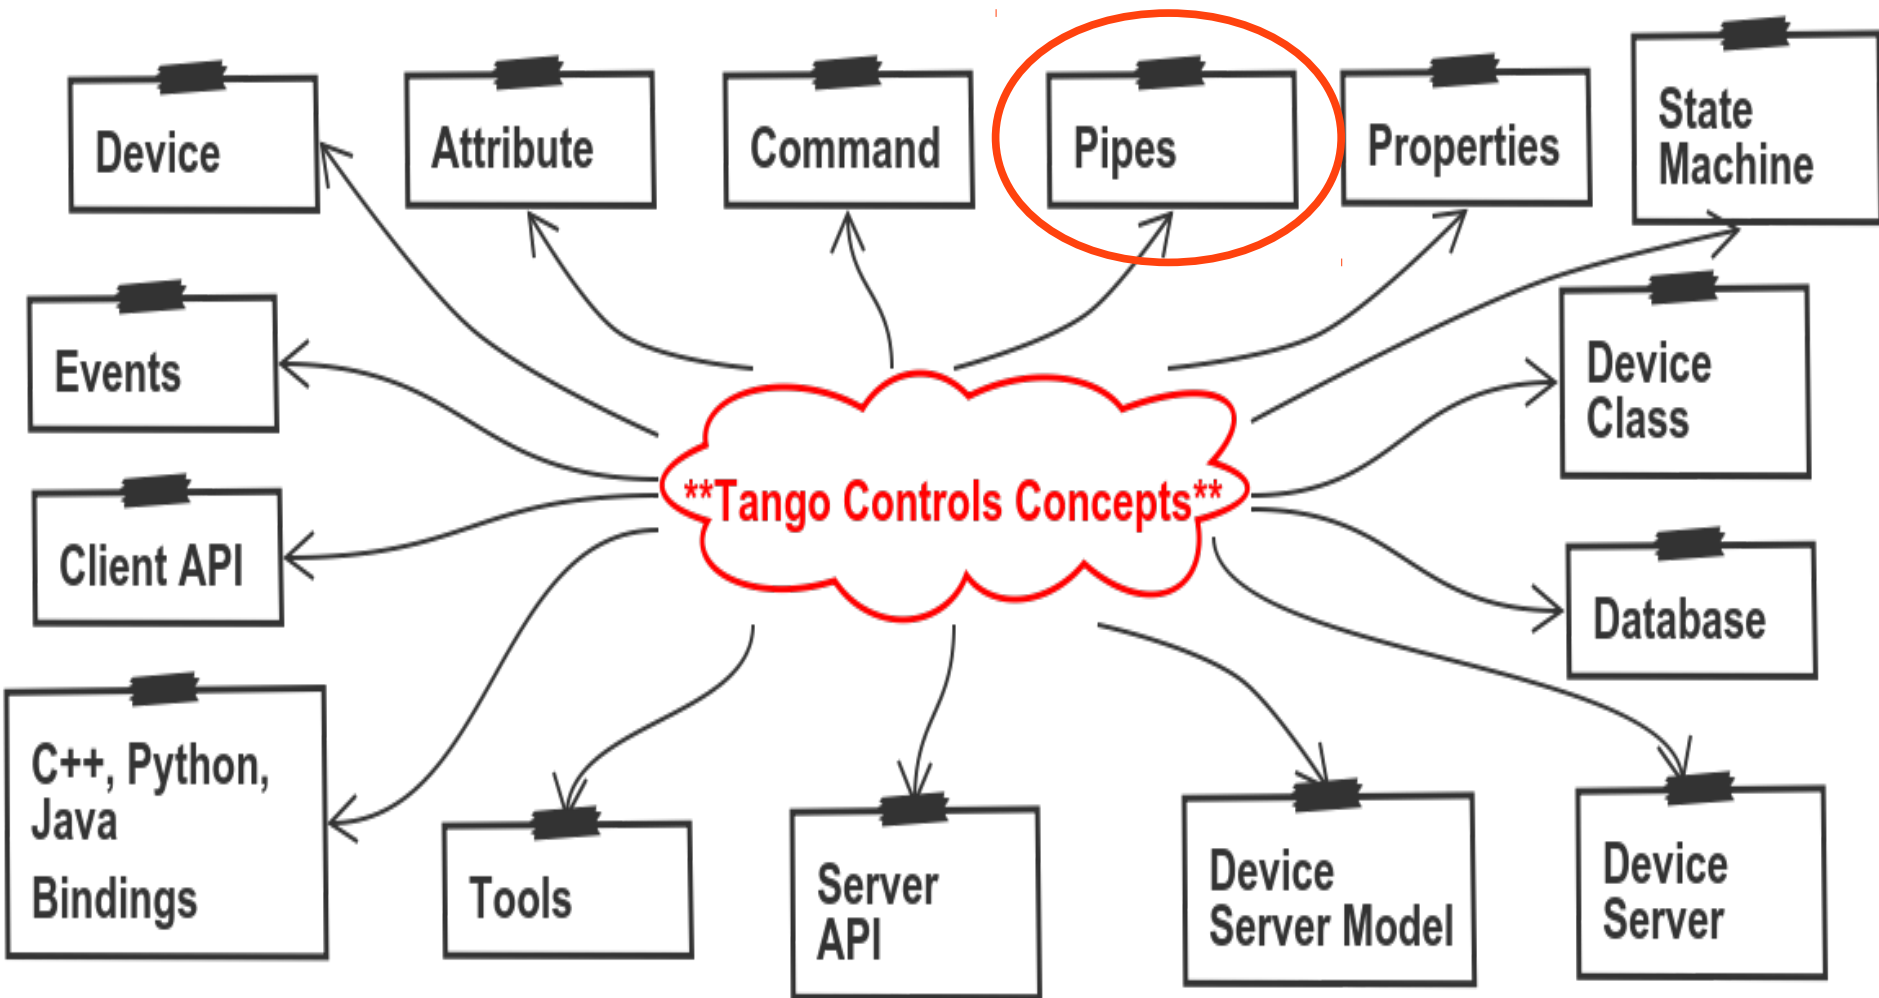 Device
Attribute
Command
Pipes
Properties
State
Machine
Events
Device
Class
**Tango Controls Concepts**
Client API
Database
C++, Python,
Java
Bindings
Tools
Server
API
Device
Server Model
Device
Server